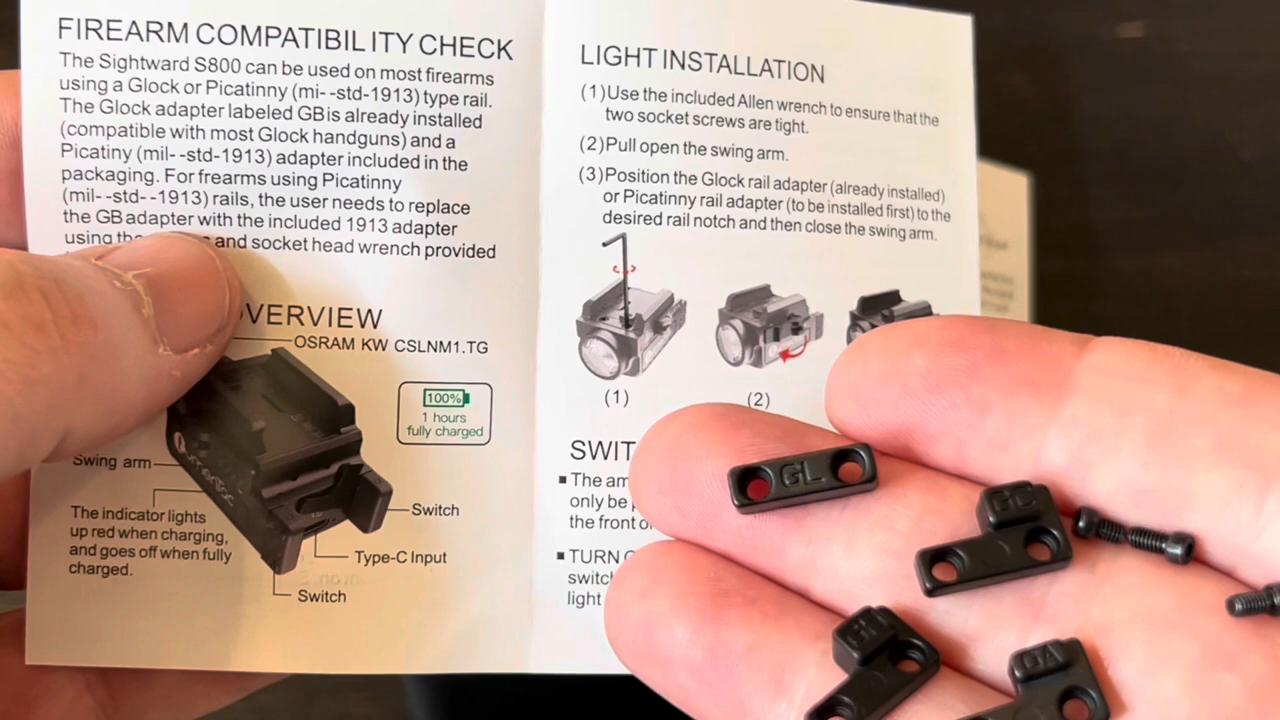 FIREARM COMPATIBIL ITY CHECK
The Sightward S800 can be used on most firearms
using a Glock or Picatinny (mi- -std-1913) type rail.
The Glock adapter labeled GB is already installed
(compatible with most Glock handguns) and a
Picatiny (mil- -std-1913) adapter included in the
packaging. For frearms using Picatinny
(mil- -std- -1913) rails, the user needs to replace
the GB adapter with the included 1913 adapter
using the and socket head wrench provided
OVERVIEW
OSRAM KW CSLNM1.TG
100%
1 hours
fully charged
Swing arm
The indicator lights
up red when charging,
and goes off when fully
charged.
Switch
Type-C Input
Switch
LIGHT INSTALLATION
(1)Use the included Allen wrench to ensure that the
two socket screws are tight.
(2)Pull open the swing arm.
(3)Position the Glock rail adapter (already installed)
or Picatinny rail adapter (to be installed first) to the
desired rail notch and then close the swing arm.
(1)
(2)
SWIT
■ The am
only be
the front
■ TURN
switch
light
GL
GC